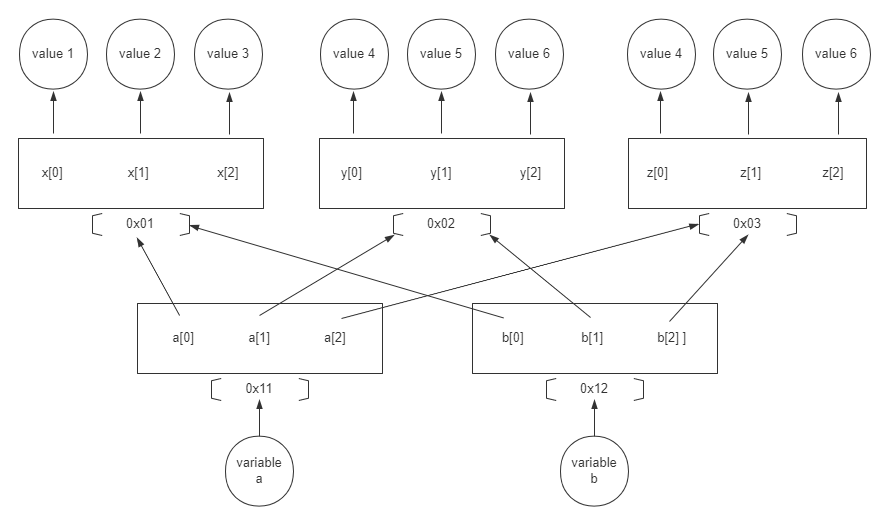 value 1
value 2
value 3
value 4
value 5
value 6
value 4
value 5
value 6
x[0]
x[1]
x[2]
y[0]
y[1]
y[2]
z[0]
z[1]
z[2]
0x01
0x02
0x03
a[0]
a[1]
a[2]
b[0]
b[1]
b[2] ]
0x11
0x12
variable
a
variable
b